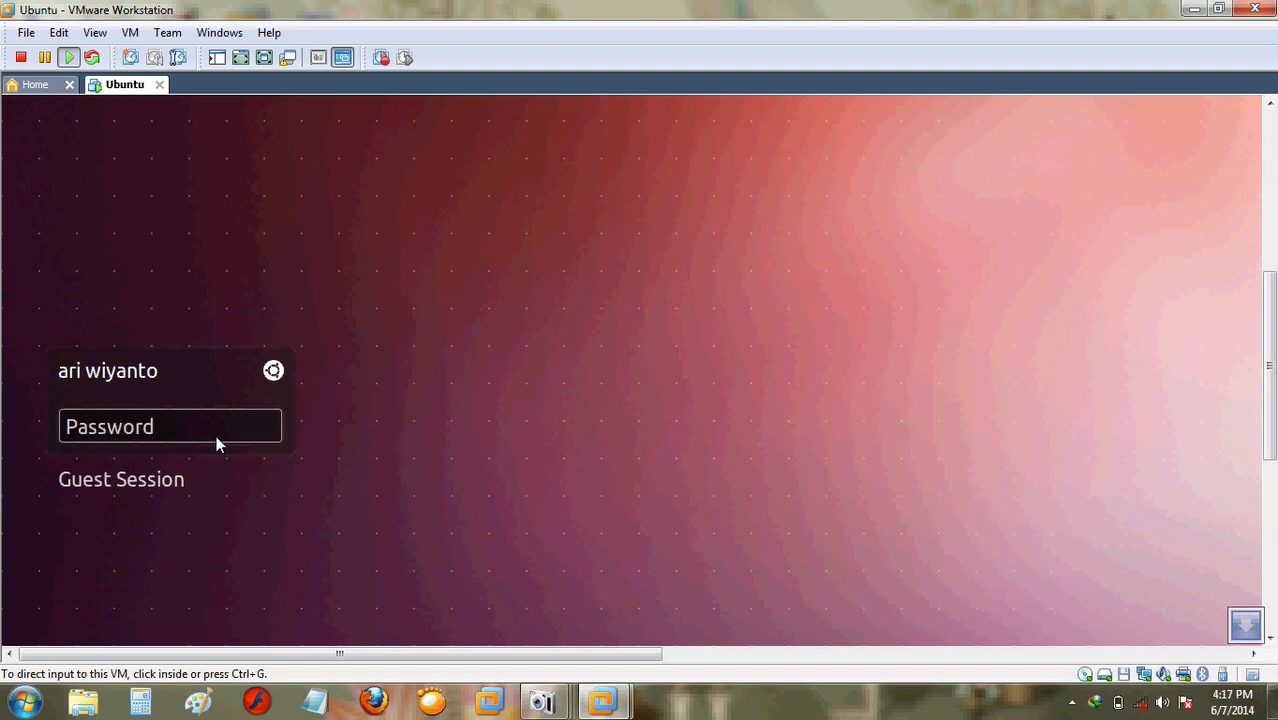 Ubuntu - VMware Workstation
File Edit View VM Team Windows Help
Home Ubuntu
ari wiyanto
Password
Guest Session
To direct input to this VM, click inside or press Ctrl+G.
4:17 PM
6/7/2014